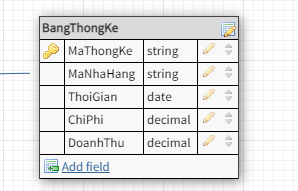 BangThongKe
MaThongKe string
MaNhaHang string
ThoiGian date
ChiPhi decimal
DoanhThu decimal
Add field